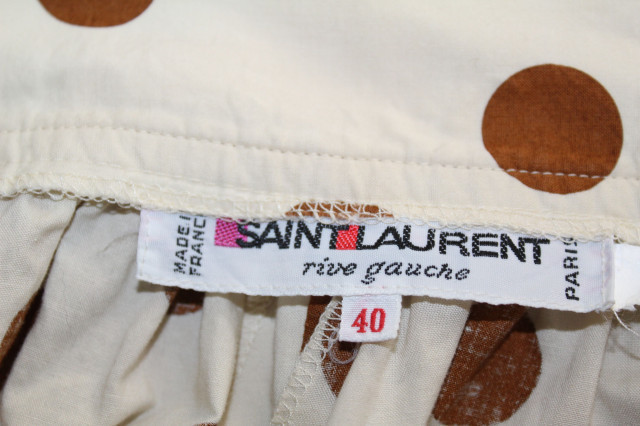 MADE IN
FRANCE
SAINT LAURENT
rive gauche
PARIS
40